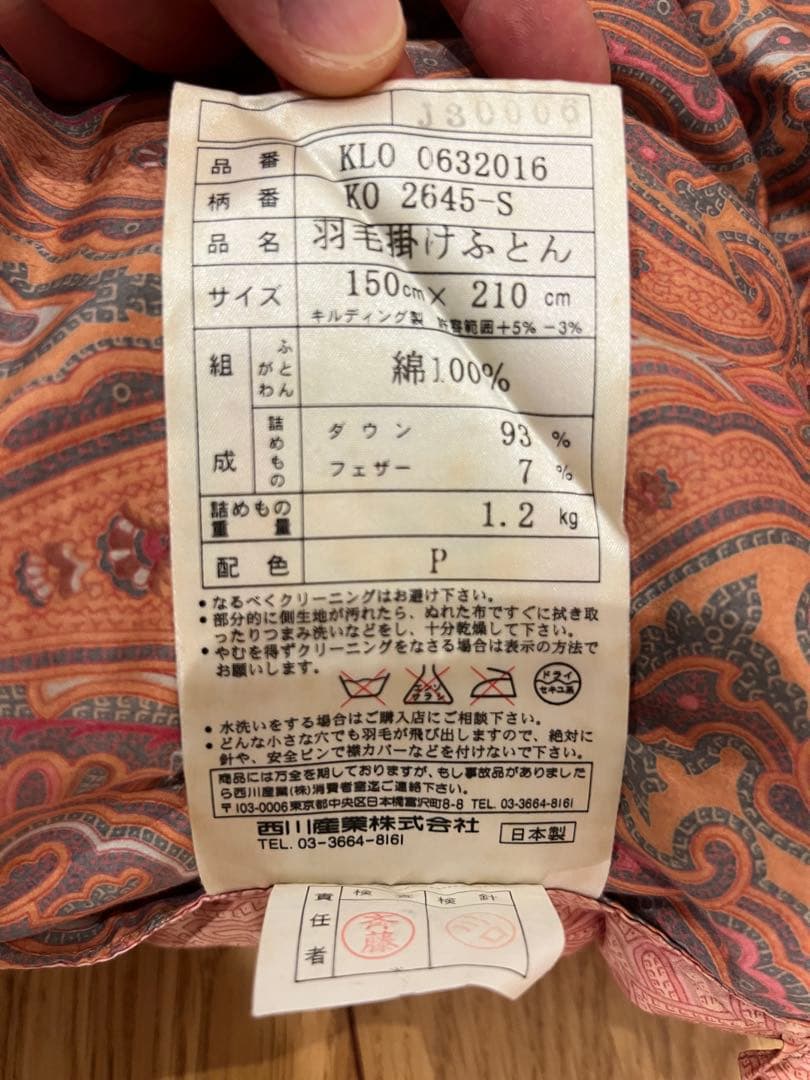 J30006
品番 KLO 0632016
柄番 KO 2645-S
品名 羽毛掛けふとん
サイズ 150cm × 210 cm
キルディング製 許容範囲+5% -3%
組成 ふとんがわ 綿100%
詰めもの ダウン 93 %
フェザー 7 %
詰めもの重量 1.2 kg
配色 P
•なるべくクリーニングはお避け下さい。
•部分的に側生地が汚れたら、ぬれた布ですぐに拭き取
ったりつまみ洗いなどをし、十分乾燥して下さい。
•やむを得ずクリーニングをなさる場合は表示の方法で
お願いします。
エンソサラシ
ドライ
セキユ系
•水洗いをする場合はご購入店にご相談下さい。
•どんな小さな穴でも羽毛が飛び出しますので、絶対に
針や、安全ピンで襟カバーなどを付けないで下さい。
商品には万全を期しておりますが、もし事故品がありました
ら西川産業(株)消費者室迄ご連絡下さい。
〒103-0006東京都中央区日本橋富沢町8-8 TEL 03-3664-8161
西川産業株式会社
TEL. 03-3664-8161
日本製
責任者 検査 検針
斉藤